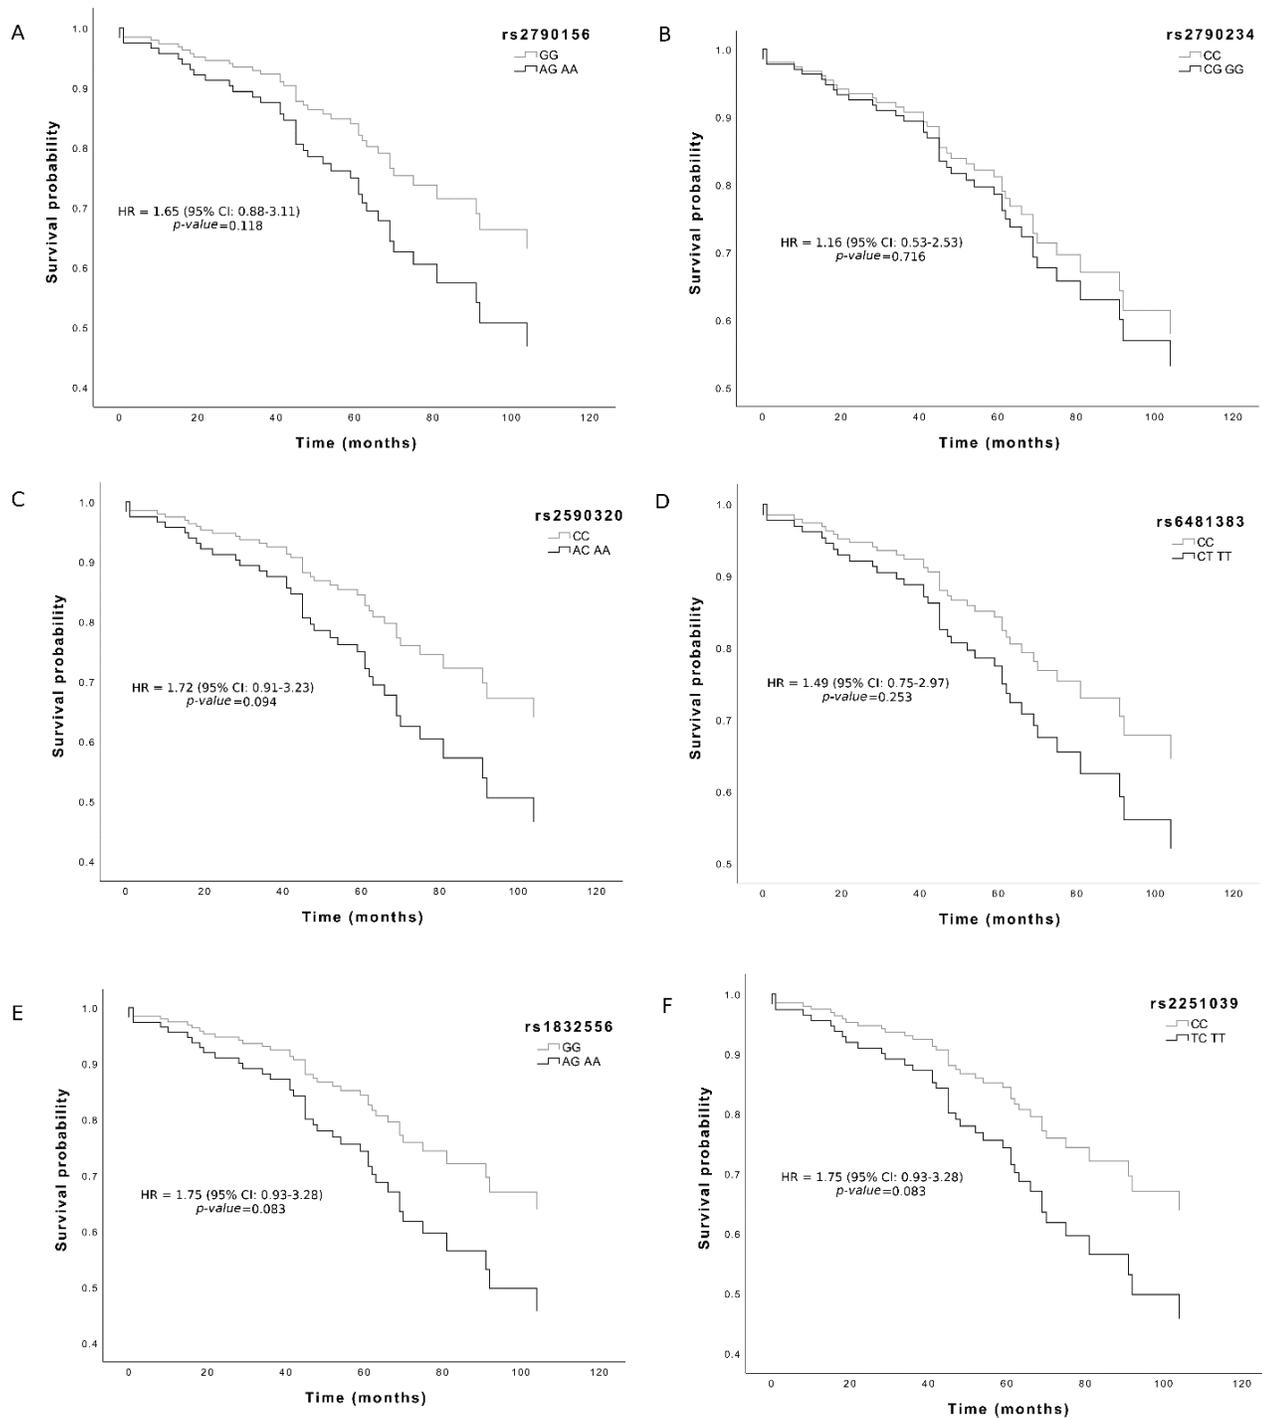 A
rs2790156
GG
AG AA
1.0
0.9
0.8
0.7
0.6
0.5
0.4
Survival probability
HR = 1.65 (95% CI: 0.88-3.11)
p-value=0.118
0 20 40 60 80 100 120
Time (months)
B
rs2790234
CC
CG GG
1.0
0.9
0.8
0.7
0.6
0.5
Survival probability
HR = 1.16 (95% CI: 0.53-2.53)
p-value=0.716
0 20 40 60 80 100 120
Time (months)
C
rs2590320
CC
AC AA
1.0
0.9
0.8
0.7
0.6
0.5
0.4
Survival probability
HR = 1.72 (95% CI: 0.91-3.23)
p-value=0.094
0 20 40 60 80 100 120
Time (months)
D
rs6481383
CC
CT TT
1.0
0.9
0.8
0.7
0.6
0.5
Survival probability
HR = 1.49 (95% CI: 0.75-2.97)
p-value=0.253
0 20 40 60 80 100 120
Time (months)
E
rs1832556
GG
AG AA
1.0
0.9
0.8
0.7
0.6
0.5
0.4
Survival probability
HR = 1.75 (95% CI: 0.93-3.28)
p-value=0.083
0 20 40 60 80 100 120
Time (months)
F
rs2251039
CC
TC TT
1.0
0.9
0.8
0.7
0.6
0.5
0.4
Survival probability
HR = 1.75 (95% CI: 0.93-3.28)
p-value=0.083
0 20 40 60 80 100 120
Time (months)